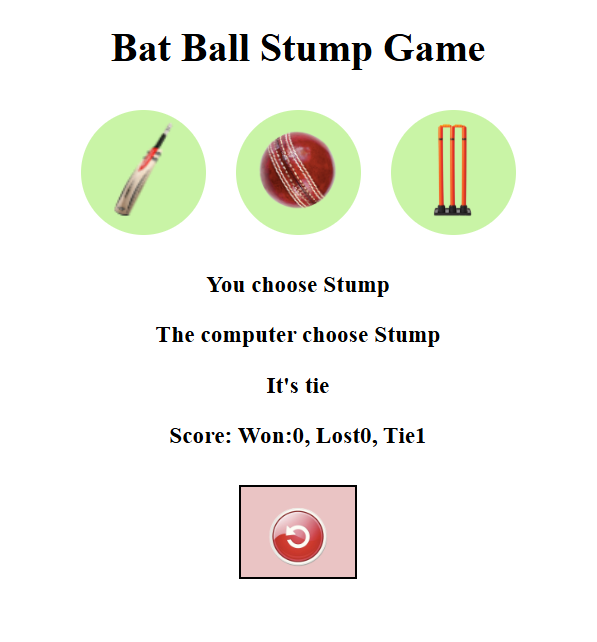 Bat Ball Stump Game
You choose Stump
The computer choose Stump
It's tie
Score: Won:0, Lost0, Tie1